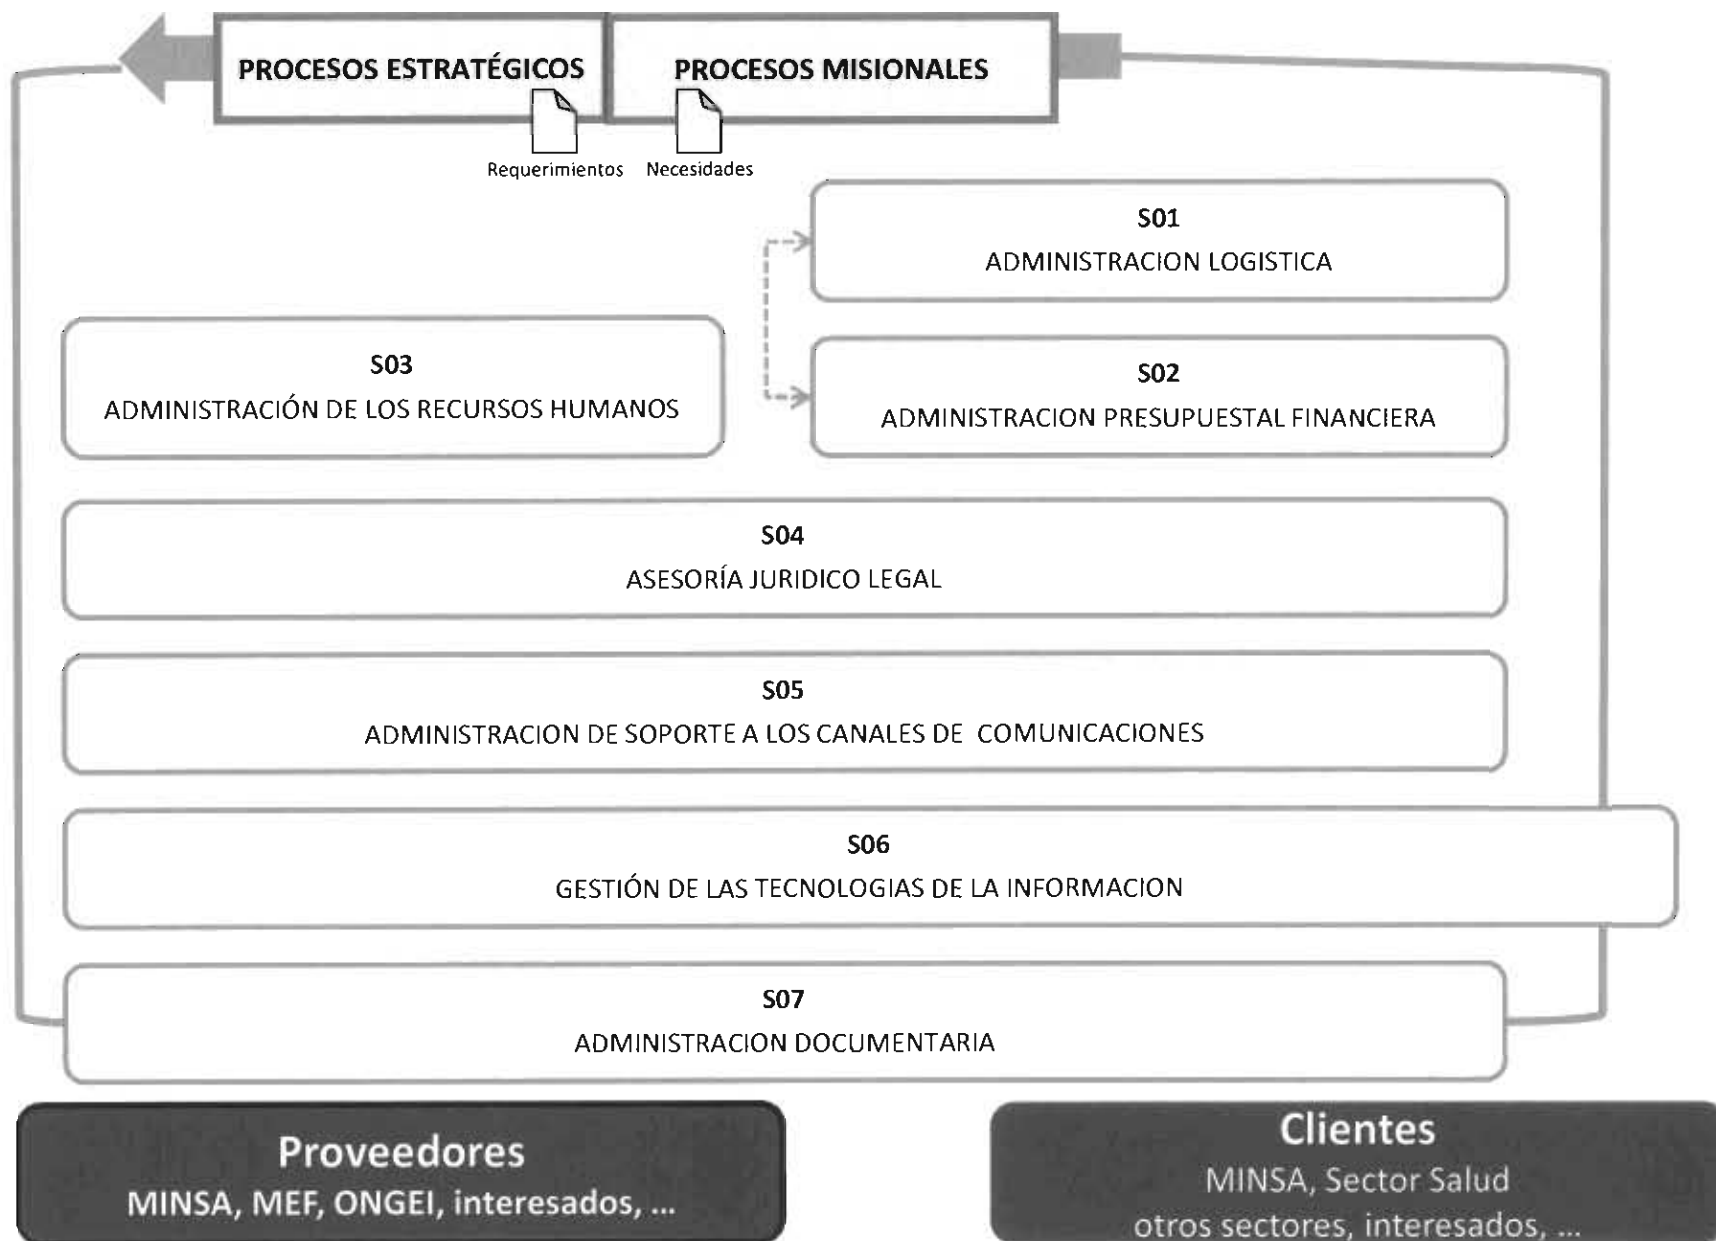 PROCESOS ESTRATÉGICOS
PROCESOS MISIONALES
Requerimientos
Necesidades
S01
ADMINISTRACION LOGISTICA
S03
ADMINISTRACIÓN DE LOS RECURSOS HUMANOS
S02
ADMINISTRACION PRESUPUESTAL FINANCIERA
S04
ASESORÍA JURIDICO LEGAL
S05
ADMINISTRACION DE SOPORTE A LOS CANALES DE COMUNICACIONES
S06
GESTIÓN DE LAS TECNOLOGIAS DE LA INFORMACION
S07
ADMINISTRACION DOCUMENTARIA
Proveedores
MINSA, MEF, ONGEI, interesados, ...
Clientes
MINSA, Sector Salud
otros sectores, interesados, ...